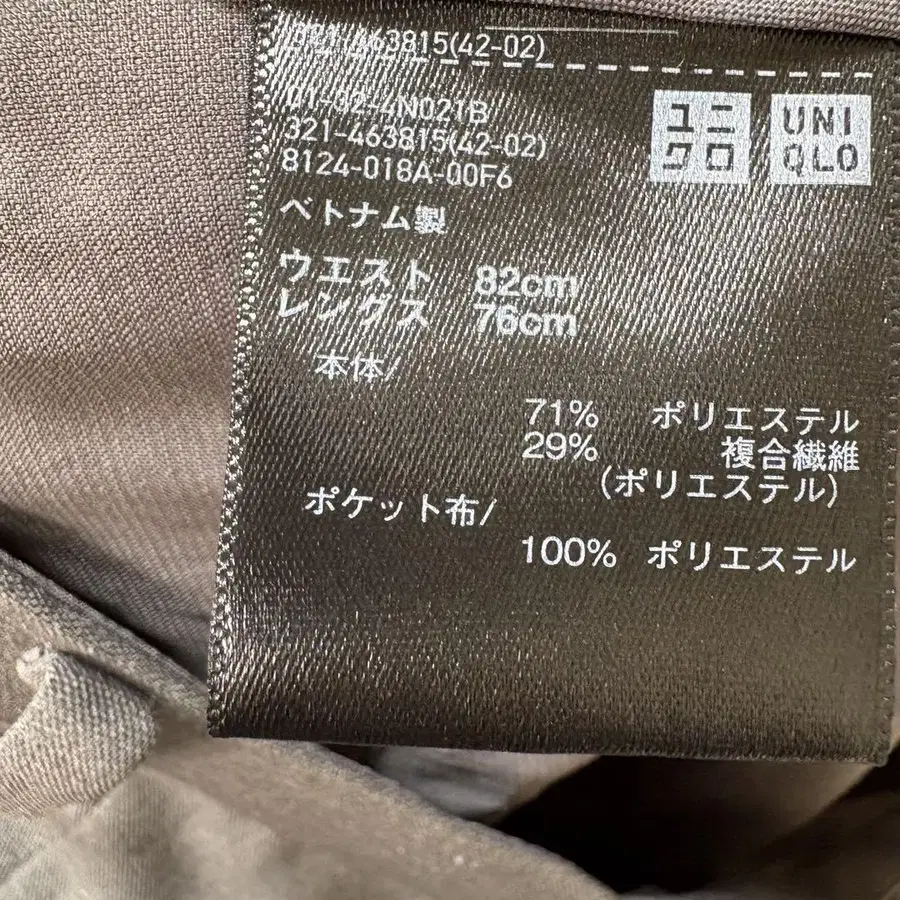 321-463815(42-02)
01-02-4N021B
321-463815(42-02)
8124-018A-00F6
ユニ
クロ
UNI
QLO
ベトナム製
ウエスト 82cm
レングス 76cm
本体/
71% ポリエステル
29% 複合繊維
(ポリエステル)
ポケット布/
100% ポリエステル